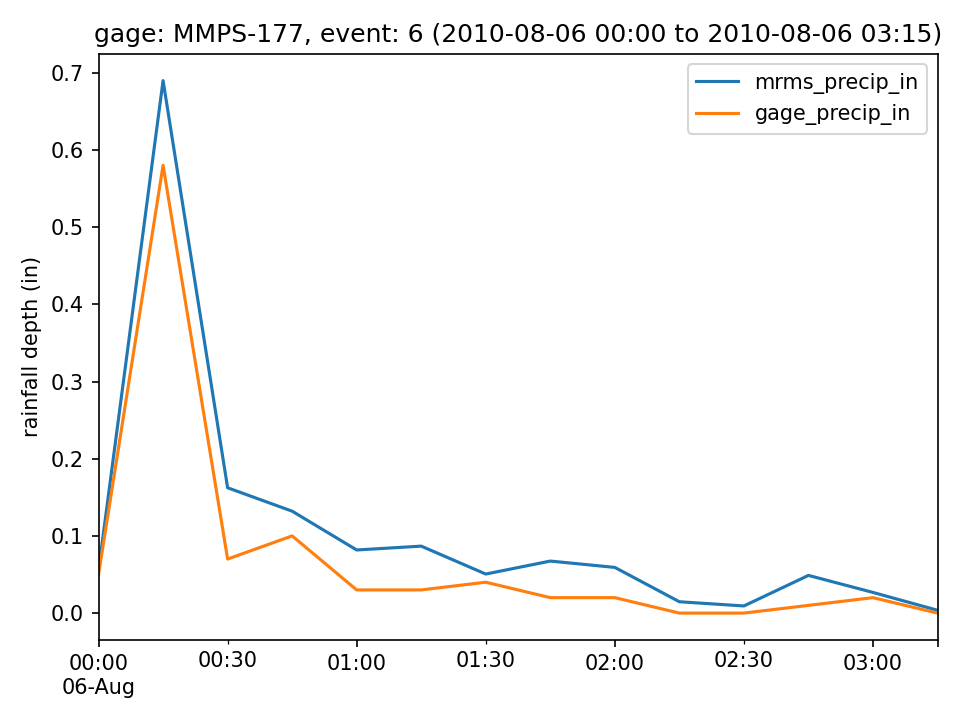 gage: MMPS-177, event: 6 (2010-08-06 00:00 to 2010-08-06 03:15)
mrms_precip_in
gage_precip_in
rainfall depth (in)
0.7
0.6
0.5
0.4
0.3
0.2
0.1
0.0
00:00 00:30 01:00 01:30 02:00 02:30 03:00
06-Aug